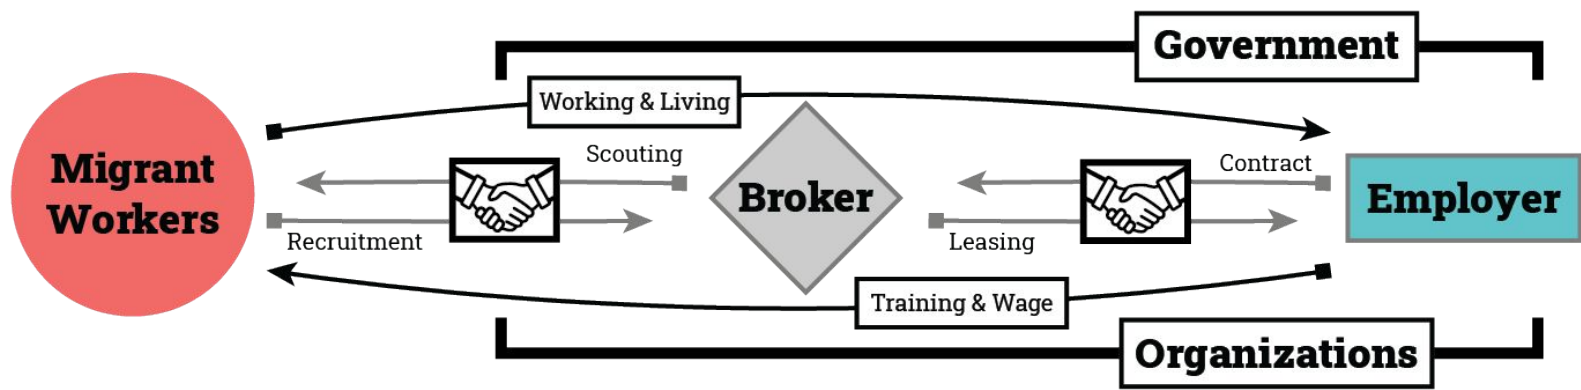 Government
Working & Living
Scouting
Contract
Migrant
Workers
Broker
Employer
Recruitment
Leasing
Training & Wage
Organizations